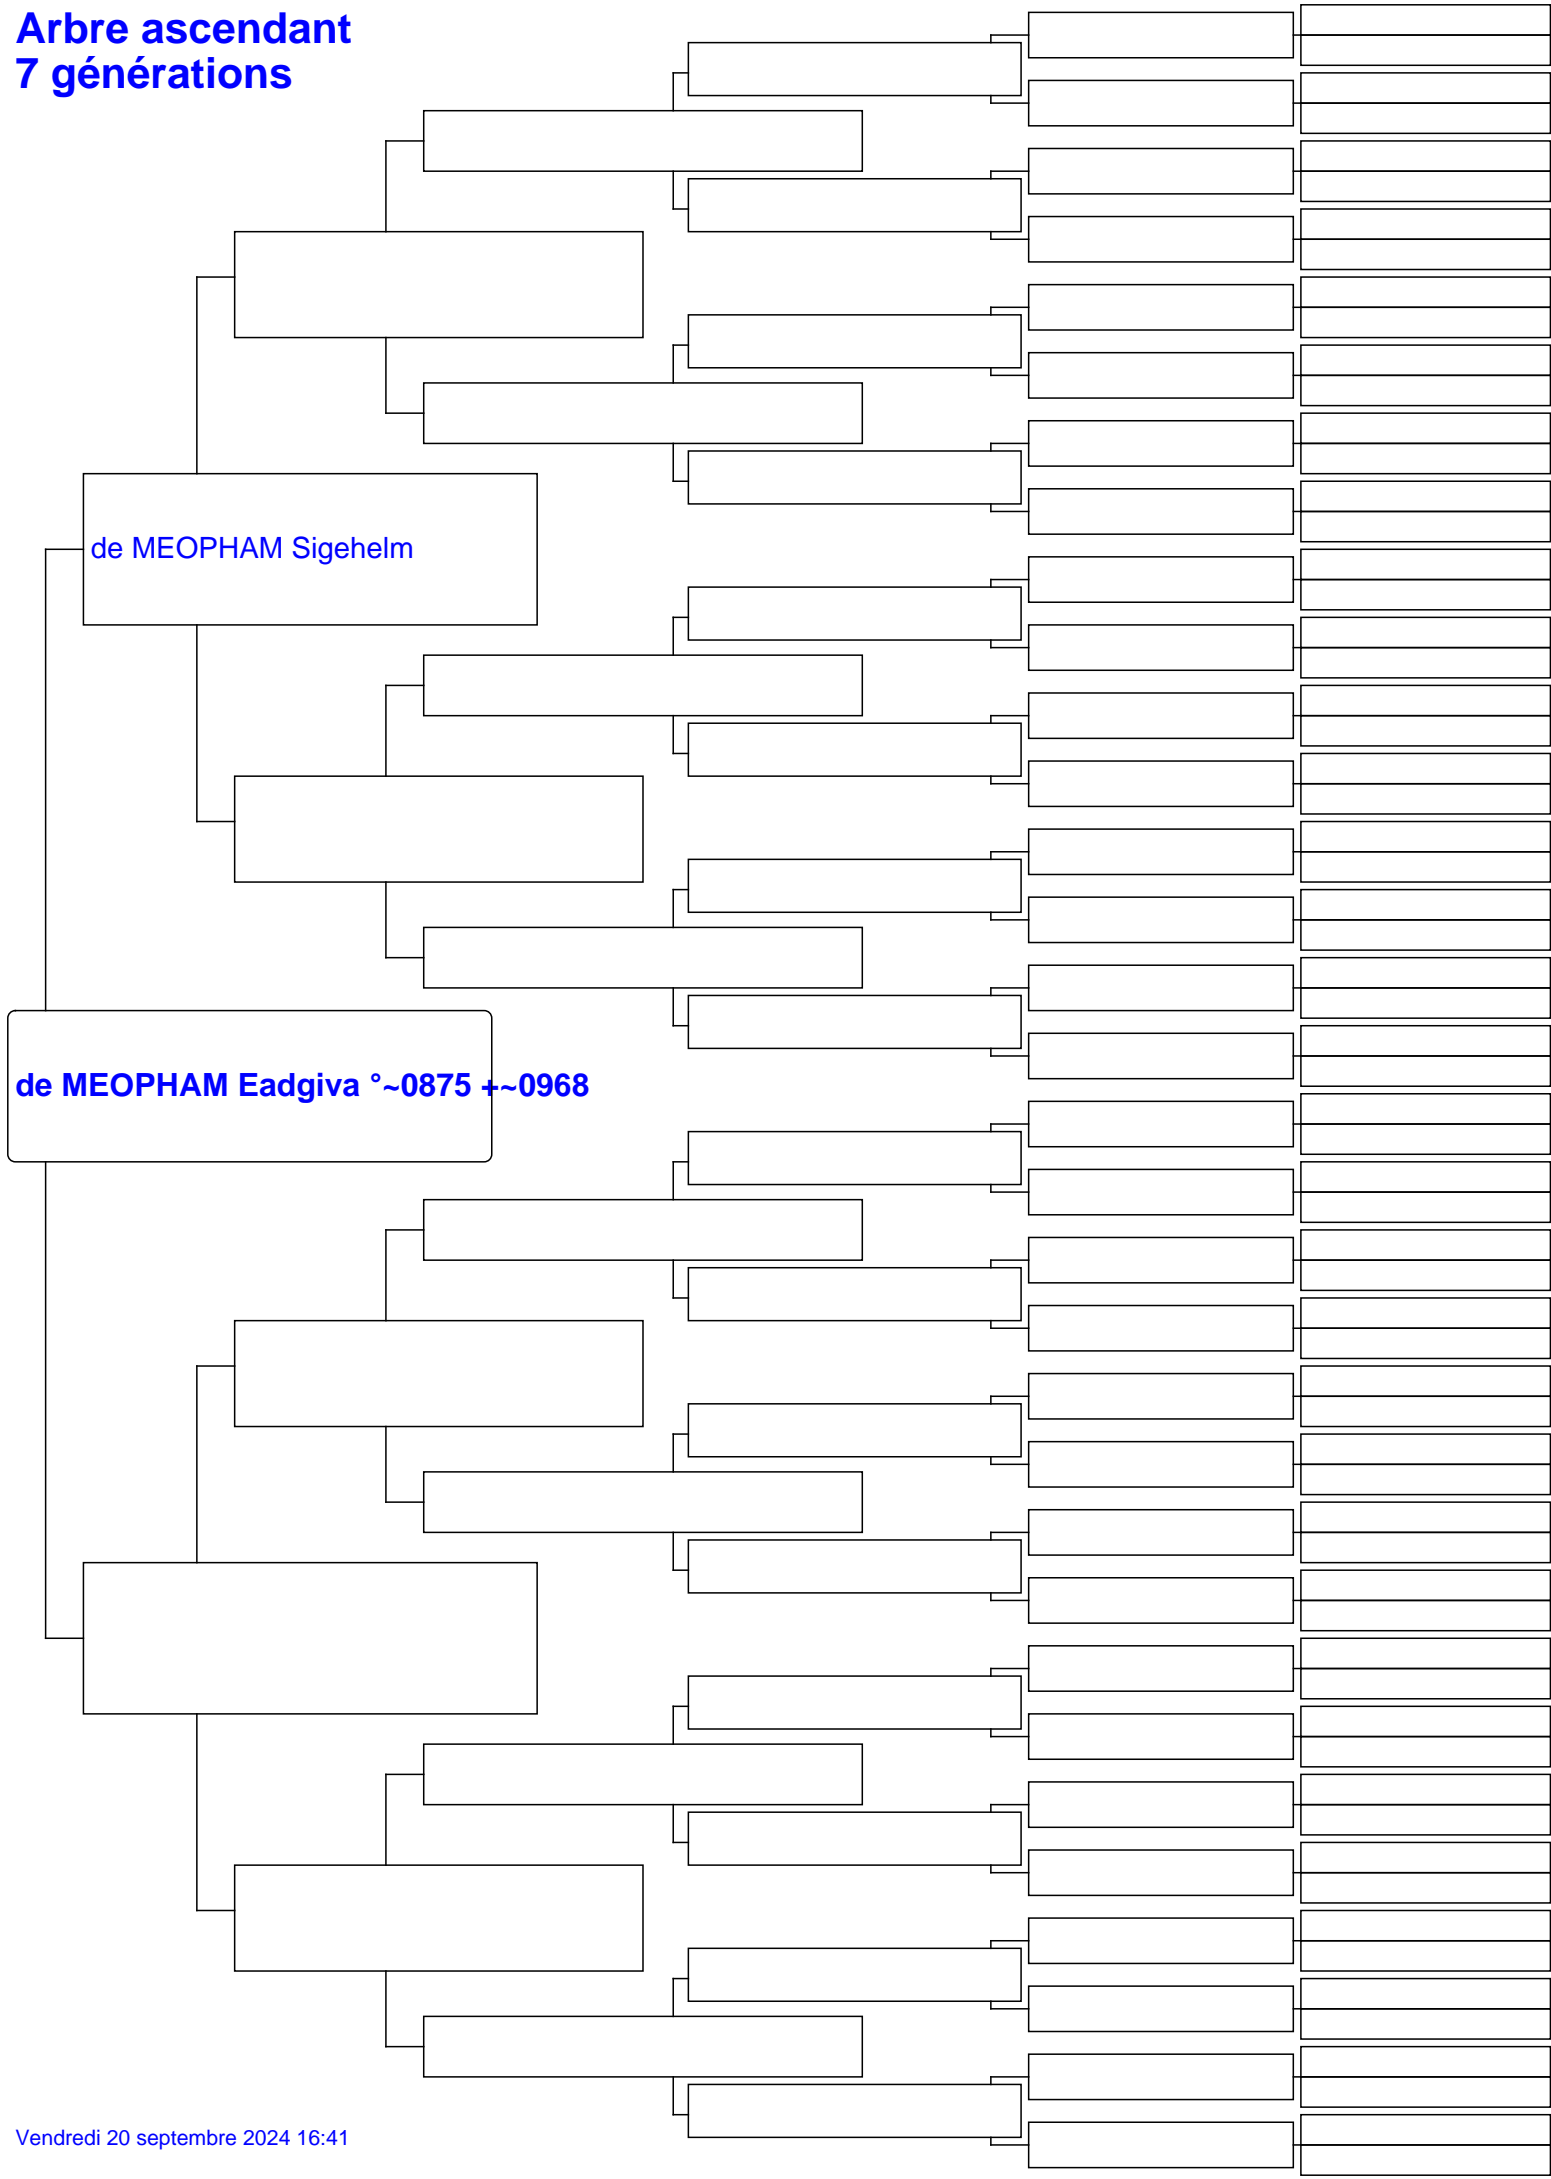 Arbre ascendant
7 générations
de MEOPHAM Sigehelm
de MEOPHAM Eadgiva °~0875 +~0968
Vendredi 20 septembre 2024 16:41